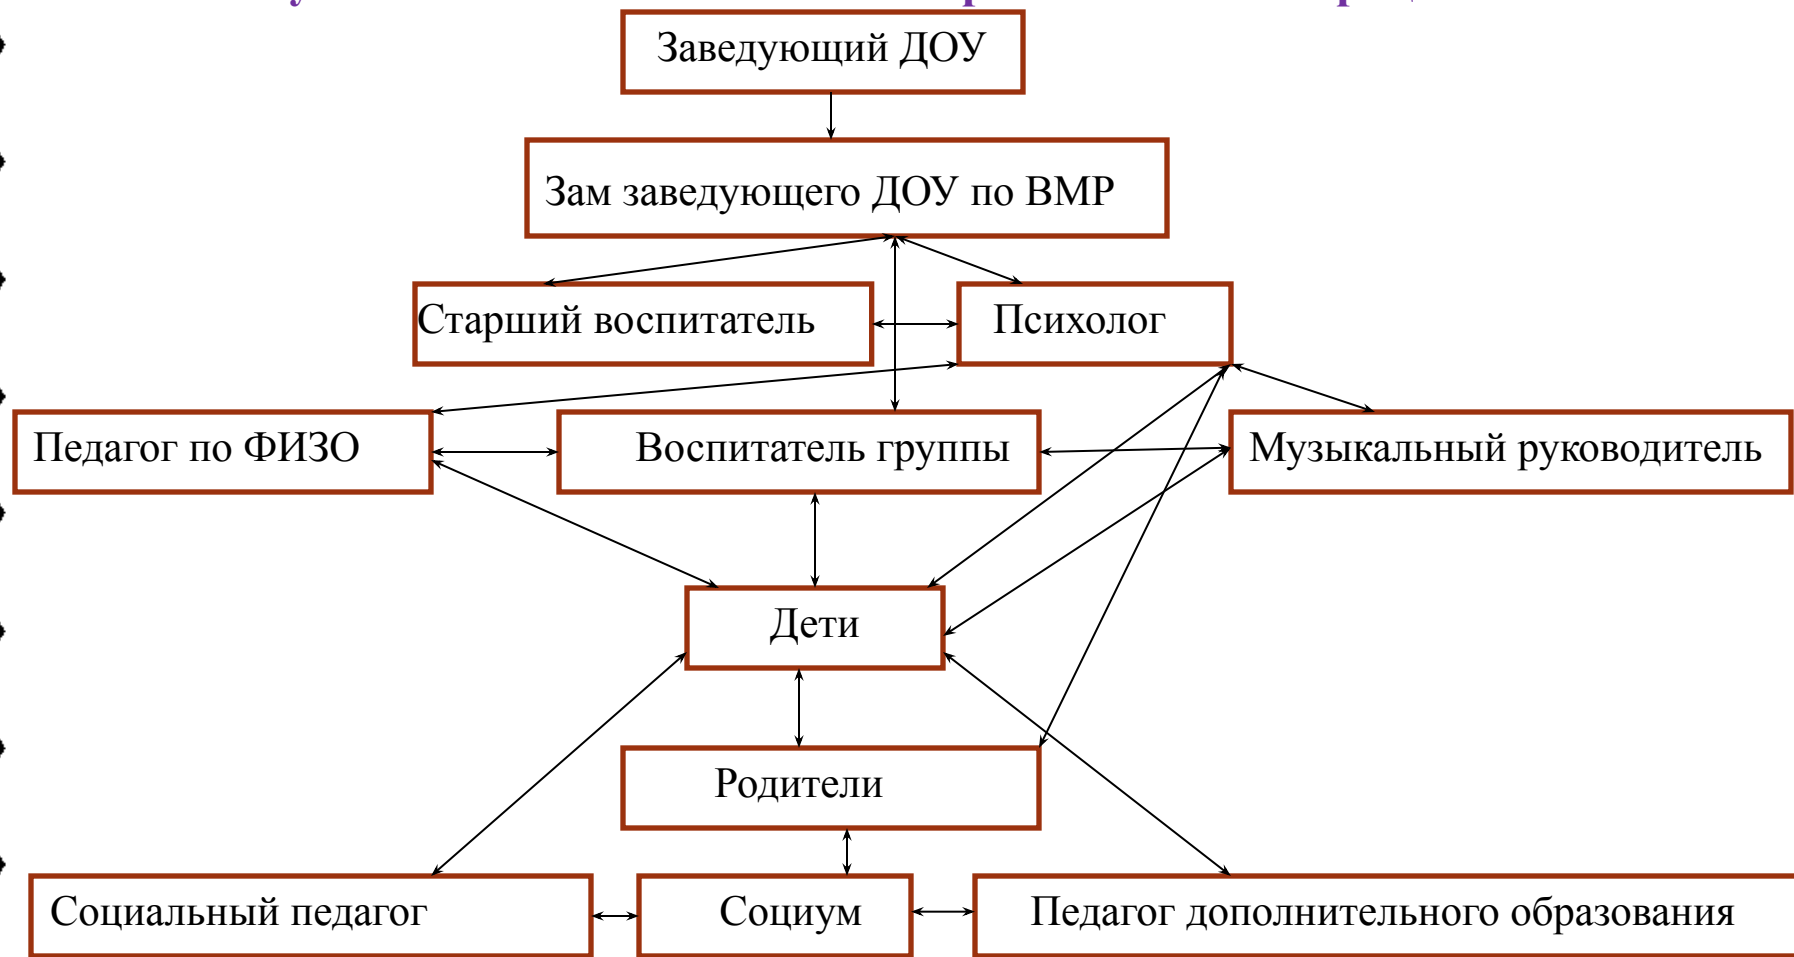 Заведующий ДОУ
Зам заведующего ДОУ по ВМР
Старший воспитатель
Психолог
Педагог по ФИЗО
Воспитатель группы
Музыкальный руководитель
Дети
Родители
Социальный педагог
Социум
Педагог дополнительного образования